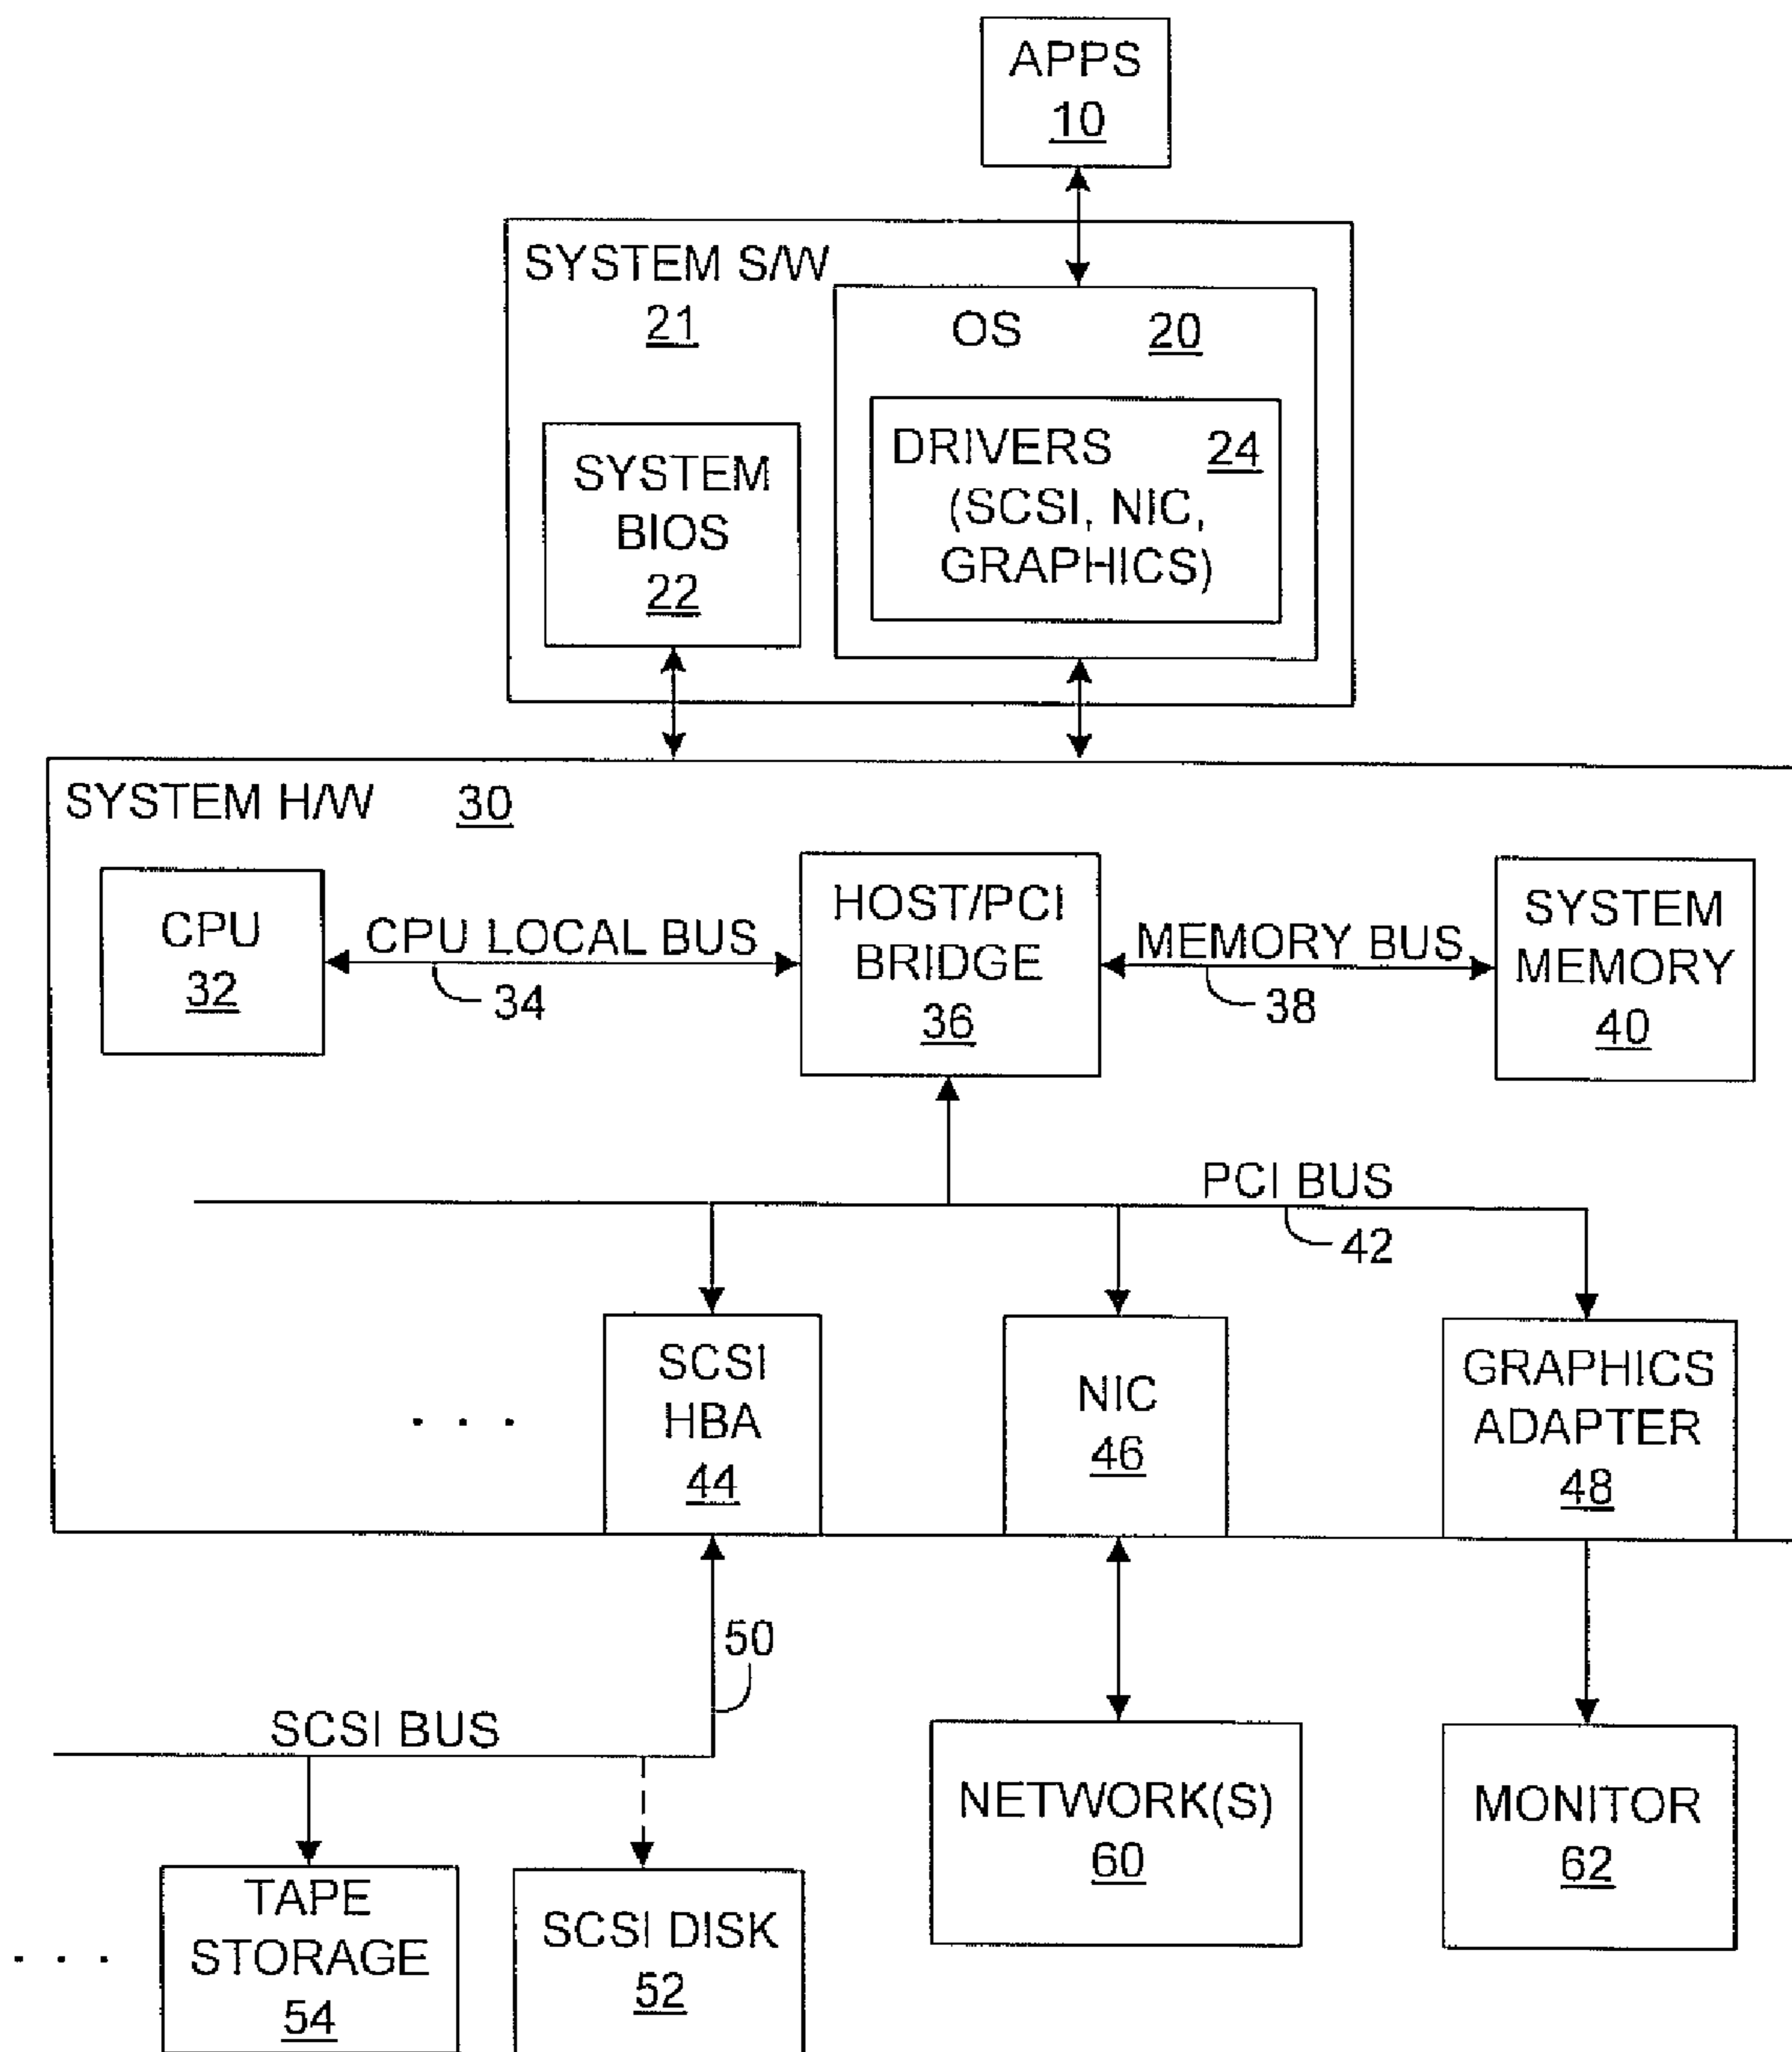 APPS
10
SYSTEM S/W
21
OS 20
DRIVERS 24
(SCSI, NIC,
GRAPHICS)
SYSTEM
BIOS
22
SYSTEM H/W 30
CPU
32
CPU LOCAL BUS
34
HOST/PCI
BRIDGE
36
MEMORY BUS
38
SYSTEM
MEMORY
40
PCI BUS
42
. . .
SCSI
HBA
44
NIC
46
GRAPHICS
ADAPTER
48
50
SCSI BUS
. . .
TAPE
STORAGE
54
SCSI DISK
52
NETWORK(S)
60
MONITOR
62